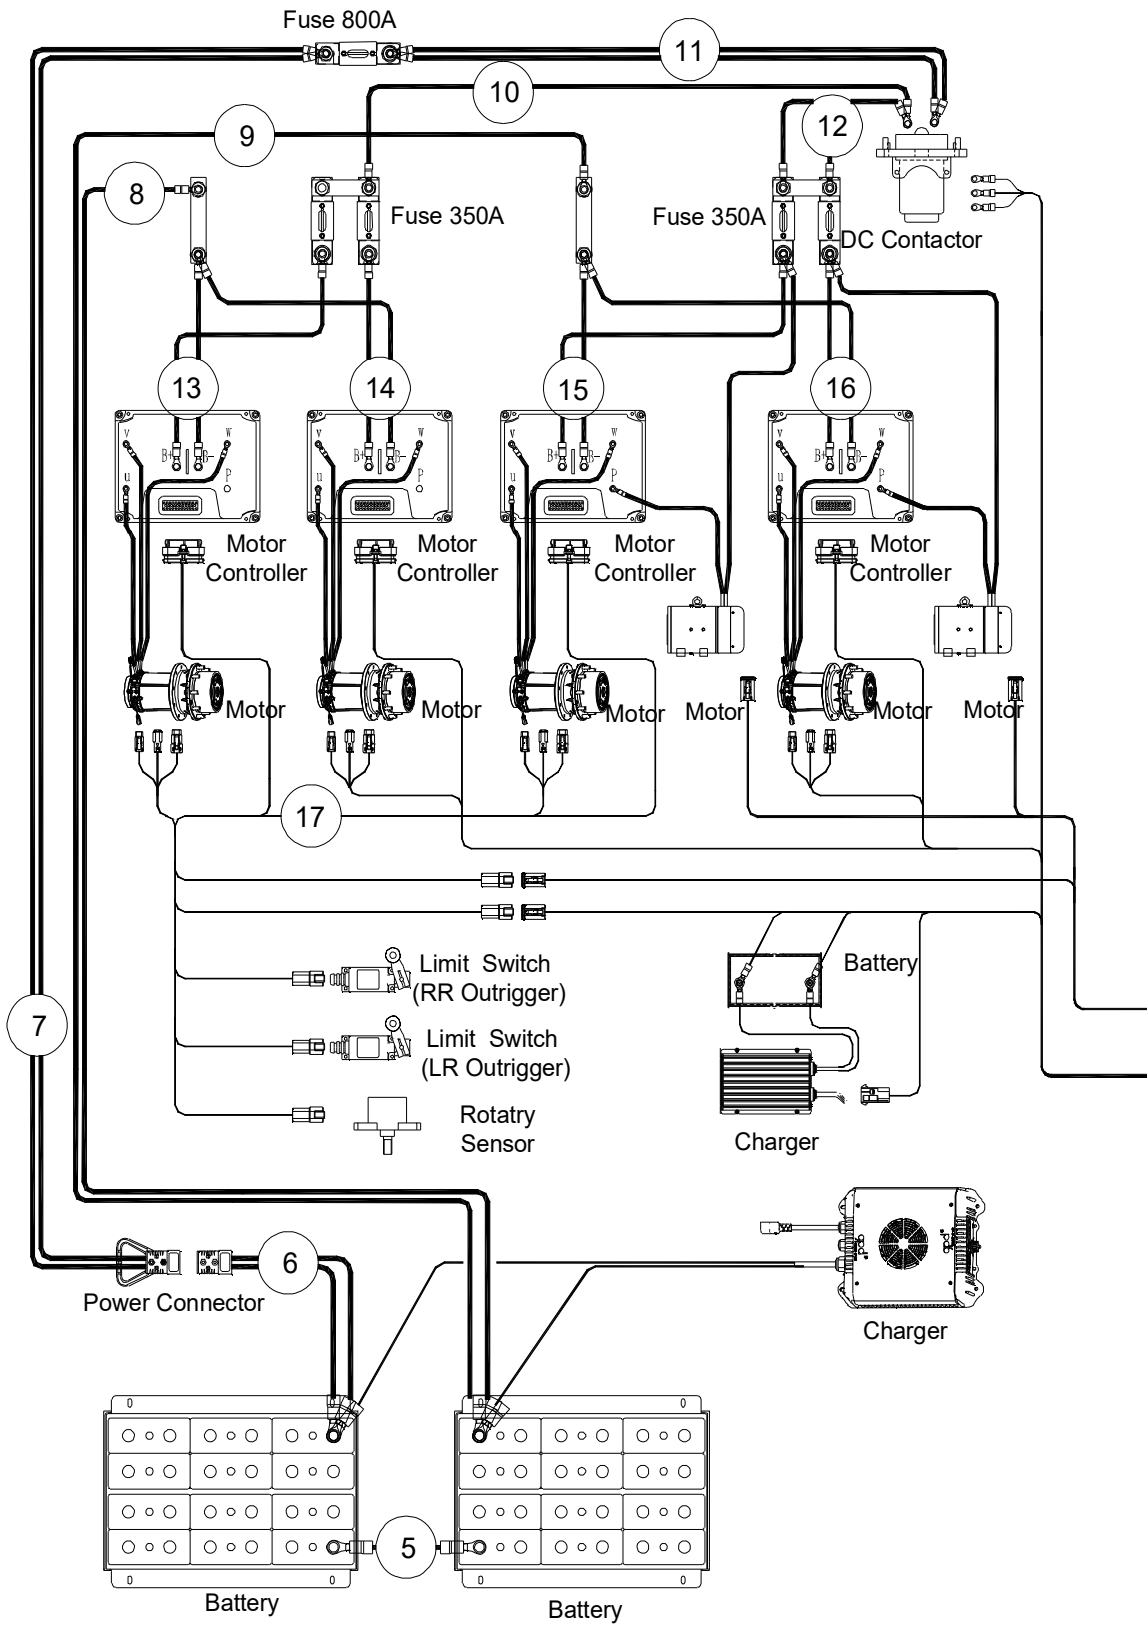 Fuse 800A
11
10
9
12
8
Fuse 350A
Fuse 350A
DC Contactor
13
14
15
16
V W
B+ B-
u P
V W
B+ B-
u P
V W
B+ B-
u P
V W
B+ B-
u P
Motor
Controller
Motor
Controller
Motor
Controller
Motor
Controller
Motor
Motor
Motor
Motor
Motor
Motor
17
Limit Switch
(RR Outrigger)
Battery
7
Limit Switch
(LR Outrigger)
Rotatry
Sensor
Charger
6
Power Connector
Charger
5
Battery
Battery